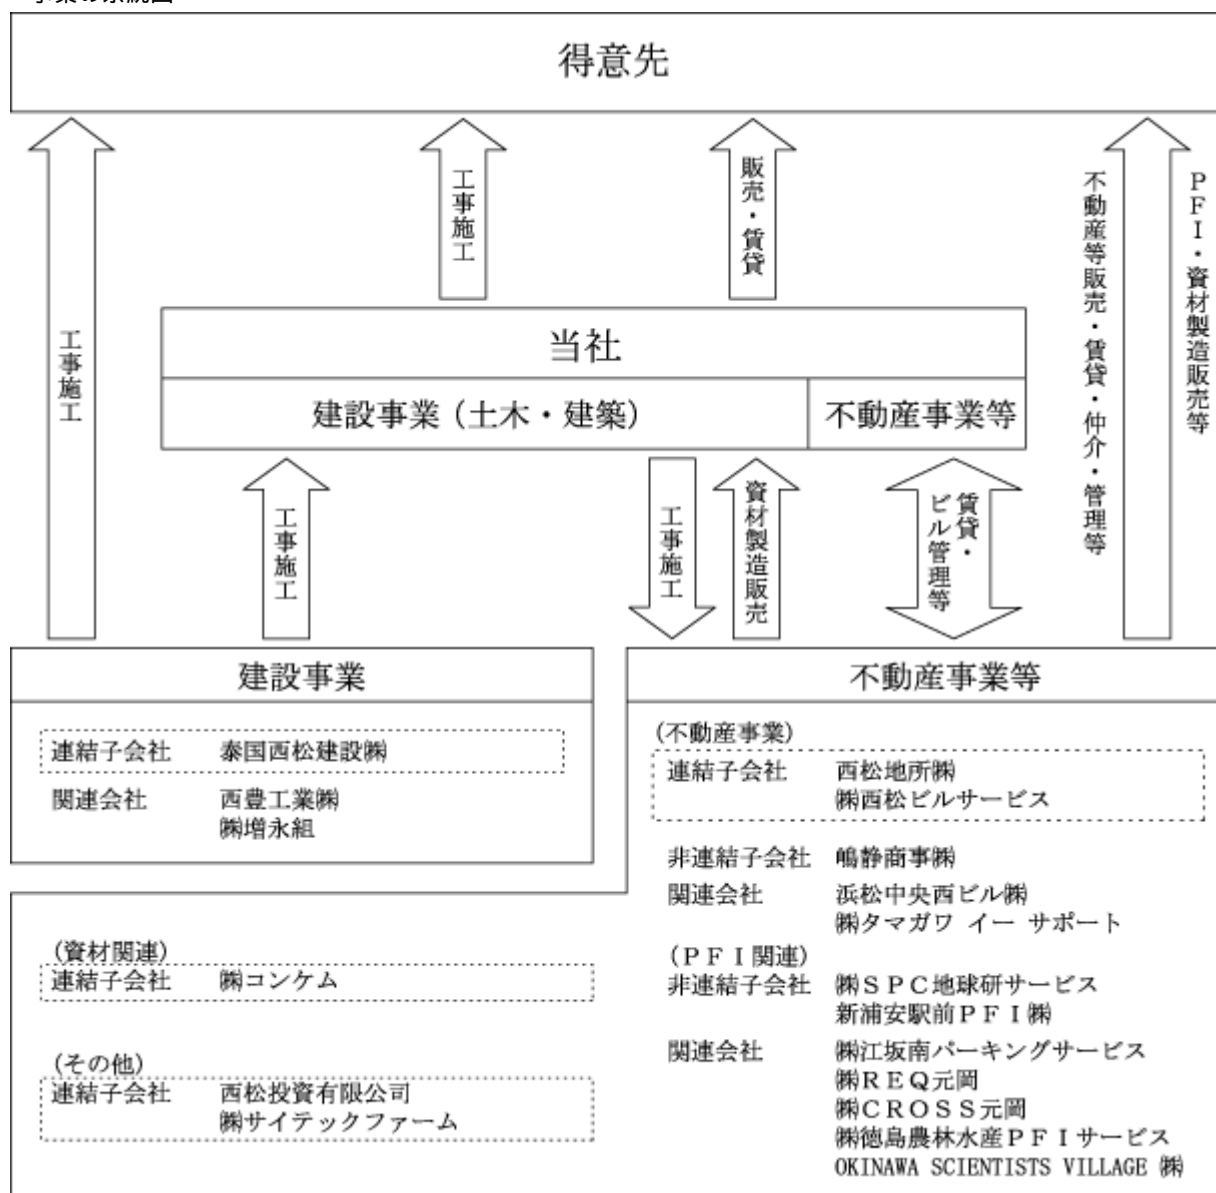 得意先
工事施工
工事施工
販売・賃貸
不動産等販売・賃貸・仲介・管理等
PFI・資材製造販売等
当社
建設事業（土木・建築）
不動産事業等
工事施工
工事施工
資材製造販売
賃貸・
ビル管理等
建設事業
連結子会社 泰国西松建設㈱
関連会社 西豊工業㈱
㈱増永組
不動産事業等
(不動産事業)
連結子会社 西松地所㈱
㈱西松ビルサービス
非連結子会社 嶋静商事㈱
関連会社 浜松中央西ビル㈱
㈱タマガワ イー サポート
(ＰＦＩ関連)
非連結子会社 ㈱ＳＰＣ地球研サービス
新浦安駅前ＰＦＩ㈱
関連会社 ㈱江坂南パーキングサービス
㈱ＲＥＱ元岡
㈱ＣＲＯＳＳ元岡
㈱徳島農林水産ＰＦＩサービス
OKINAWA SCIENTISTS VILLAGE ㈱
(資材関連)
連結子会社 ㈱コンケム
(その他)
連結子会社 西松投資有限公司
㈱サイテックファーム